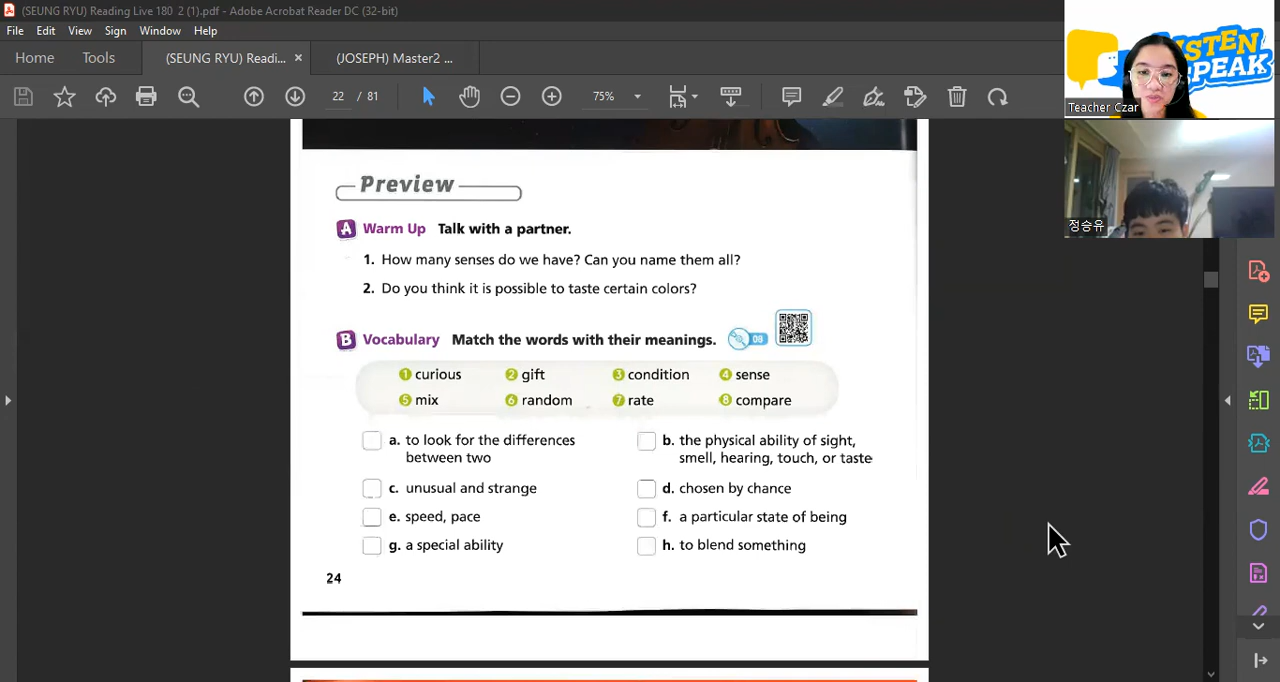 (SEUNG RYU) Reading Live 180_2 (1).pdf - Adobe Acrobat Reader DC (32-bit)
File Edit View Sign Window Help
Home Tools (SEUNG RYU) Readi... × (JOSEPH) Master2 ...
22 / 81 75%
LISTEN
SPEAK
Teacher Czar
정승유
Preview
A Warm Up Talk with a partner.
1. How many senses do we have? Can you name them all?
2. Do you think it is possible to taste certain colors?
B Vocabulary Match the words with their meanings. 08
1 curious 2 gift 3 condition 4 sense
5 mix 6 random 7 rate 8 compare
a. to look for the differences between two
b. the physical ability of sight, smell, hearing, touch, or taste
c. unusual and strange d. chosen by chance
e. speed, pace f. a particular state of being
g. a special ability h. to blend something
24